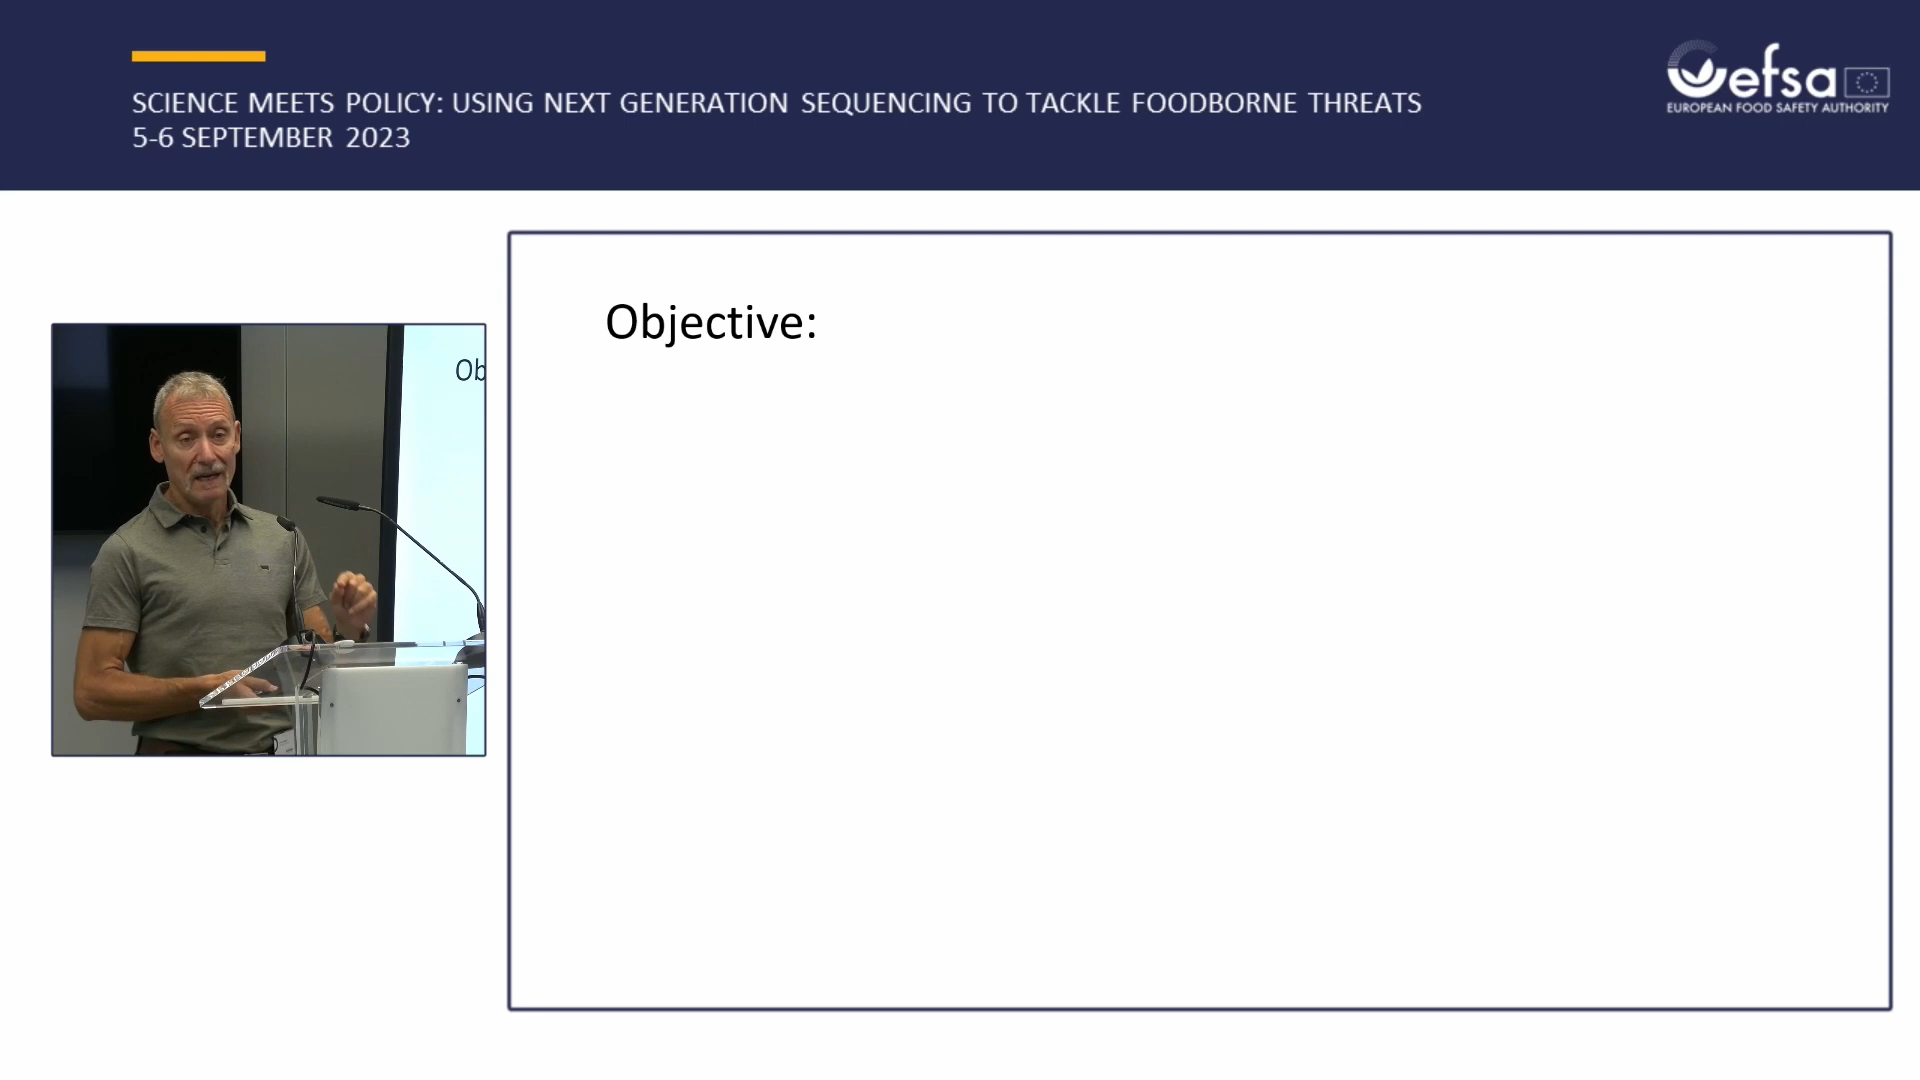 SCIENCE MEETS POLICY: USING NEXT GENERATION SEQUENCING TO TACKLE FOODBORNE THREATS
5-6 SEPTEMBER 2023
efsa
EUROPEAN FOOD SAFETY AUTHORITY
Objective:
Ob